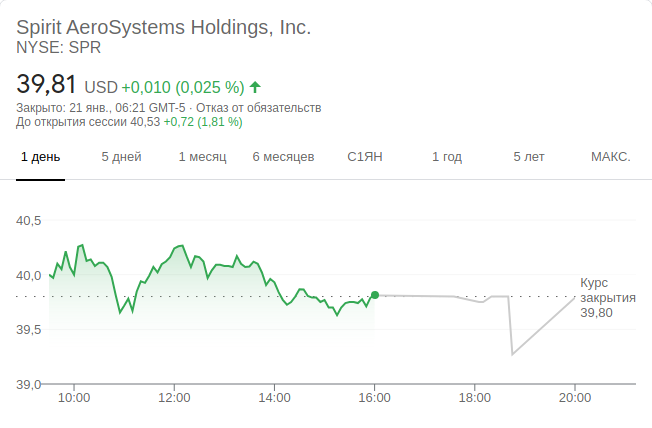 Spirit AeroSystems Holdings, Inc.
NYSE: SPR
39,81 USD +0,010 (0,025 %)
Закрыто: 21 янв., 06:21 GMT-5 · Отказ от обязательств
До открытия сессии 40,53 +0,72 (1,81 %)
1 день 5 дней 1 месяц 6 месяцев С1ЯН 1 год 5 лет МАКС.
40,5
40,0
Курс
закрытия
39,80
39,5
39,0
10:00 12:00 14:00 16:00 18:00 20:00